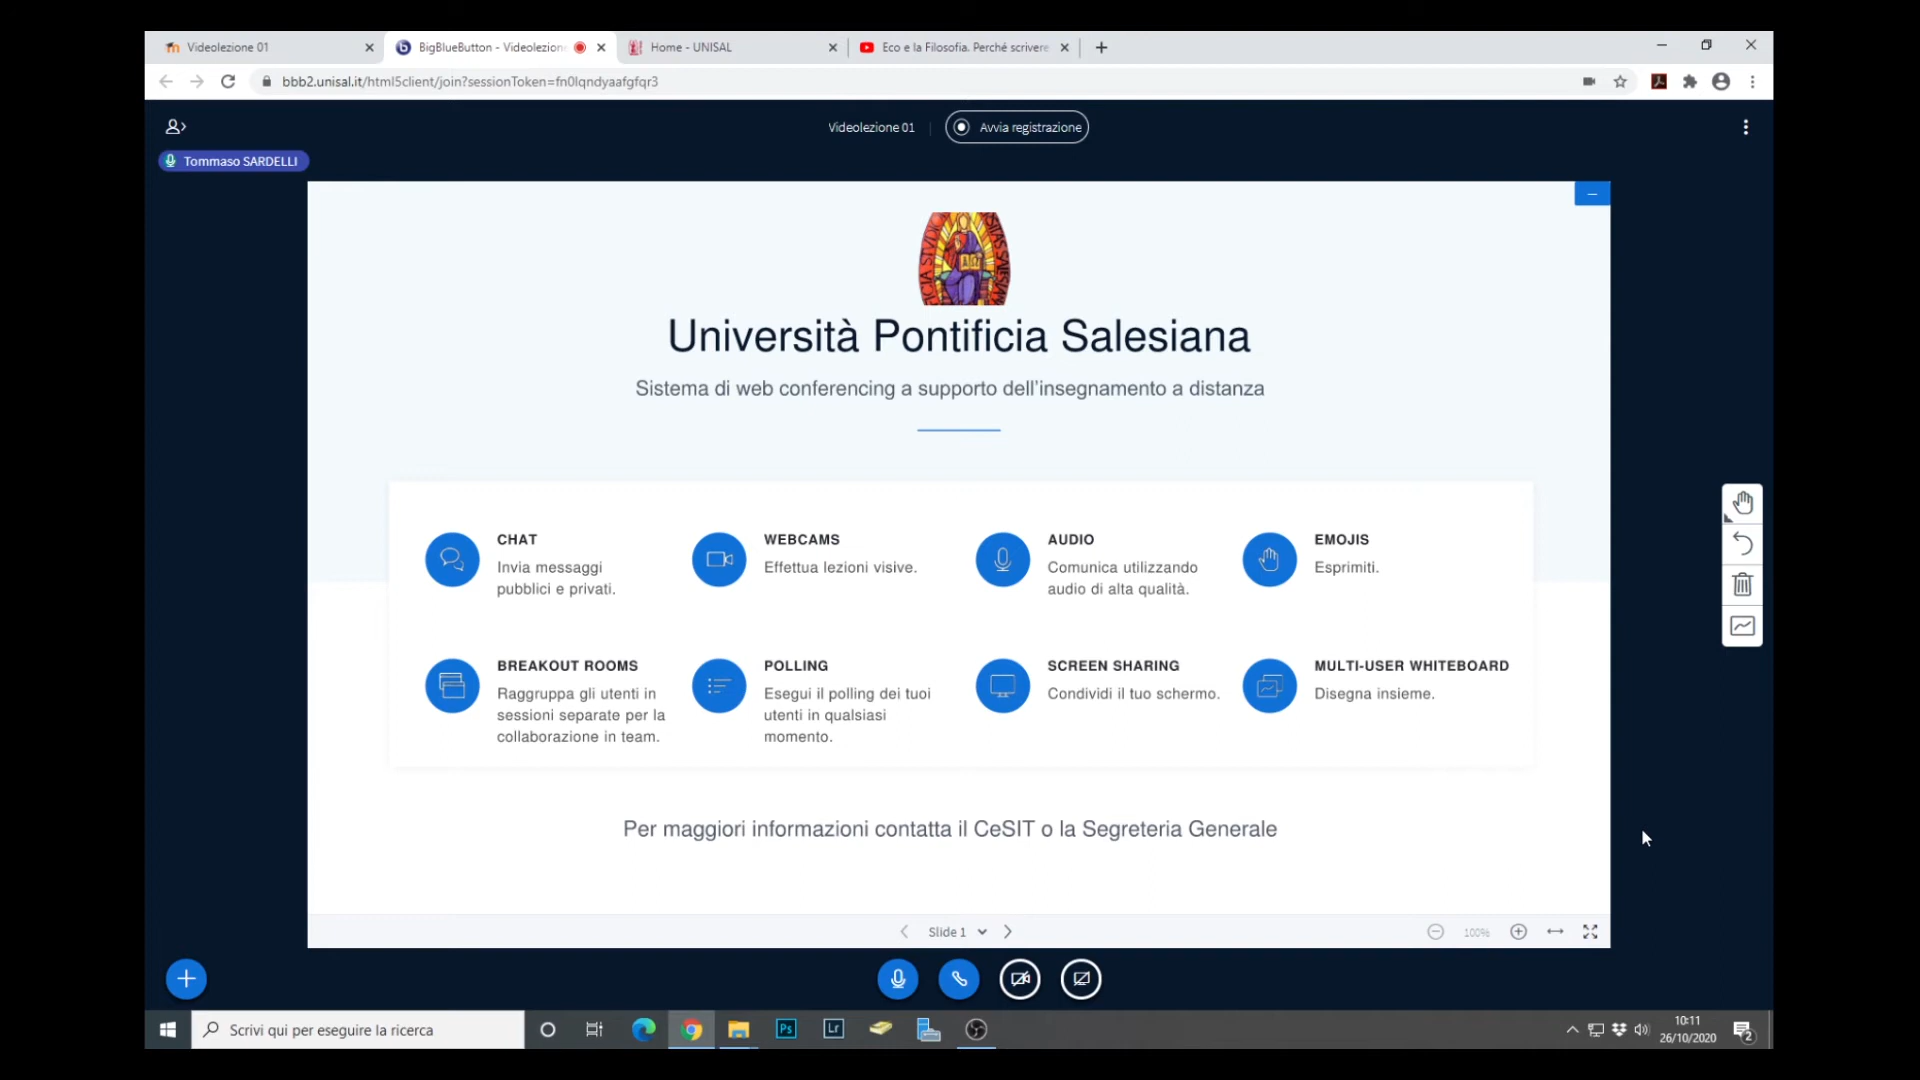 Videolezione 01
BigBlueButton - Videolezion
Home - UNISAL
Eco e la Filosofia. Perché scrivere
bbb2.unisal.it/html5client/join?sessionToken=fn0lqndyaafgfqr3
Videolezione 01
Avvia registrazione
Tommaso SARDELLI
Università Pontificia Salesiana
Sistema di web conferencing a supporto dell'insegnamento a distanza
CHAT
Invia messaggi
pubblici e privati.
WEBCAMS
Effettua lezioni visive.
AUDIO
Comunica utilizzando
audio di alta qualità.
EMOJIS
Esprimiti.
BREAKOUT ROOMS
Raggruppa gli utenti in
sessioni separate per la
collaborazione in team.
POLLING
Esegui il polling dei tuoi
utenti in qualsiasi
momento.
SCREEN SHARING
Condividi il tuo schermo.
MULTI-USER WHITEBOARD
Disegna insieme.
Per maggiori informazioni contatta il CeSIT o la Segreteria Generale
Slide 1
100%
Scrivi qui per eseguire la ricerca
Ps
Lr
10:11
26/10/2020
2